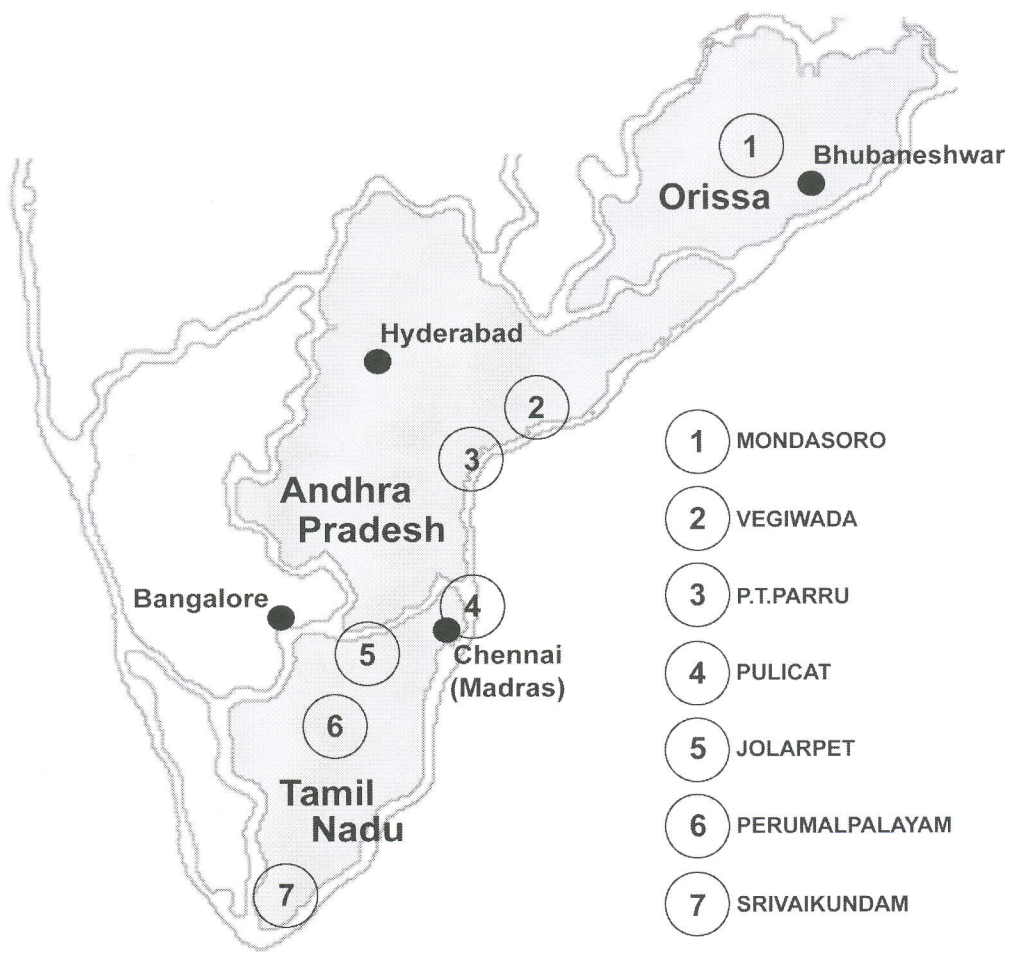 1
Bhubaneshwar
Orissa
Hyderabad
2
3
Andhra
Pradesh
Bangalore
4
5
Chennai
(Madras)
6
Tamil
Nadu
7
1 MONDASORO
2 VEGIWADA
3 P.T.PARRU
4 PULICAT
5 JOLARPET
6 PERUMALPALAYAM
7 SRIVAIKUNDAM